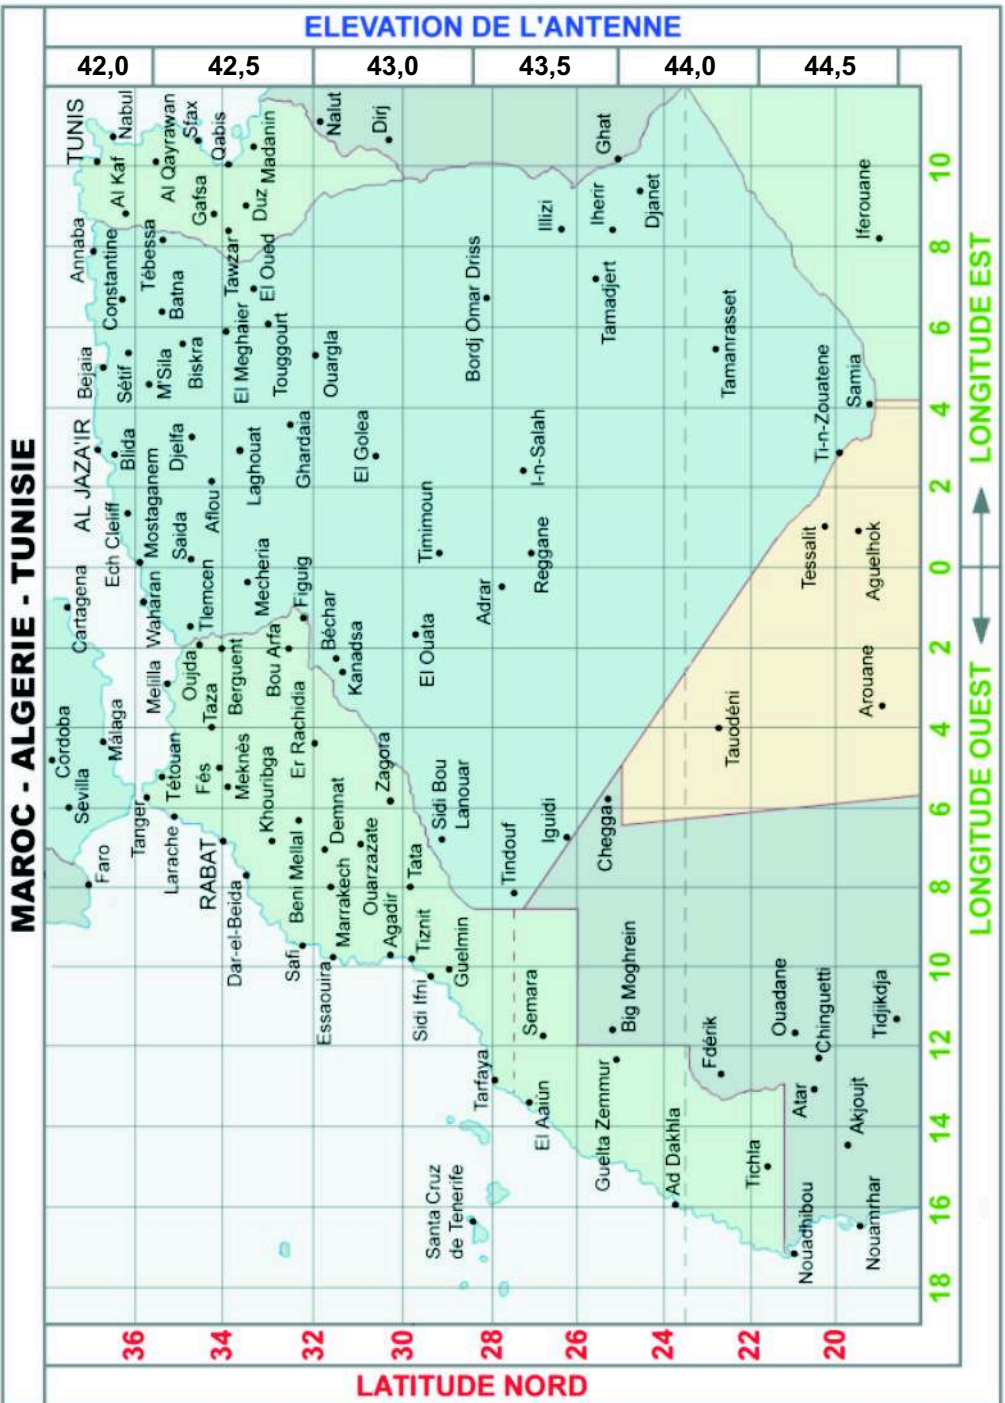 MAROC - ALGERIE - TUNISIE
ELEVATION DE L'ANTENNE
42,0
42,5
43,0
43,5
44,0
44,5
TUNIS
Nabul
Al Kaf
Al Qayrawan
Sfax
Gafsa
Qabis
Madanin
Duz
Tawzar
Nalut
Dirj
Ghat
Annaba
Constantine
Tébessa
Batna
El Oued
Illizi
Iherir
Djanet
Iferouane
Bejaia
Sétif
M'Sila
Biskra
El Meghaier
Touggourt
Ouargla
Bordj Omar Driss
Tamadjert
Tamanrasset
Ti-n-Zouatene
Samia
AL JAZA'IR
Blida
Ech Cleliff
Mostaganem
Djelfa
Saida
Aflou
Laghouat
Ghardaia
El Golea
I-n-Salah
Timimoun
Reggane
Tessalit
Aguelhok
Cartagena
Waharan
Tlemcen
Mecheria
Figuig
Béchar
Kanadsa
El Ouata
Adrar
Arouane
Melilla
Oujda
Taza
Berguent
Bou Arfa
Er Rachidia
Tauodéni
Cordoba
Sevilla
Málaga
Tanger
Tétouan
Fés
Meknès
Khouribga
Demnat
Zagora
Sidi Bou
Lanouar
Iguidi
Chegga
Faro
Larache
RABAT
Dar-el-Beida
Beni Mellal
Marrakech
Ouarzazate
Agadir
Tata
Tiznit
Tindouf
Safi
Essaouira
Sidi Ifni
Guelmin
Semara
Big Moghrein
Ouadane
Chinguetti
Tidjikdja
Tarfaya
El Aaiùn
Guelta Zemmur
Fdérik
Atar
Akjoujt
Santa Cruz
de Tenerife
Ad Dakhla
Tichla
Nouadhibou
Nouamrhar
10
8
6
4
2
0
2
4
6
8
10
12
14
16
18
LONGITUDE EST
LONGITUDE OUEST
36
34
32
30
28
26
24
22
20
LATITUDE NORD